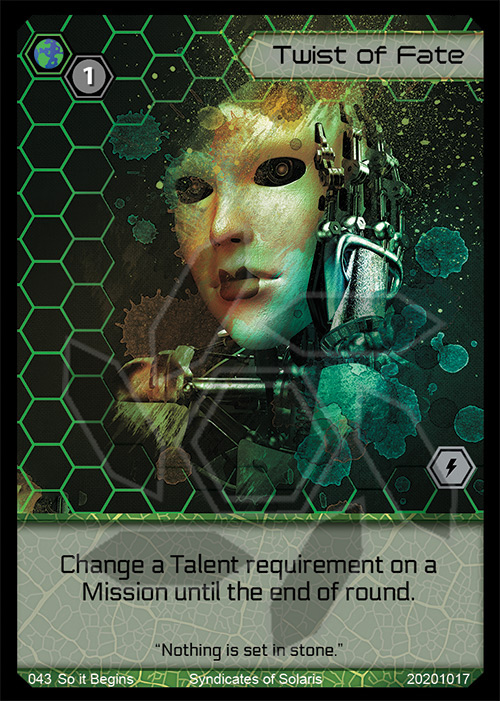 Twist of Fate
1
Change a Talent requirement on a
Mission until the end of round.
“Nothing is set in stone.”
043 So it Begins Syndicates of Solaris 20201017